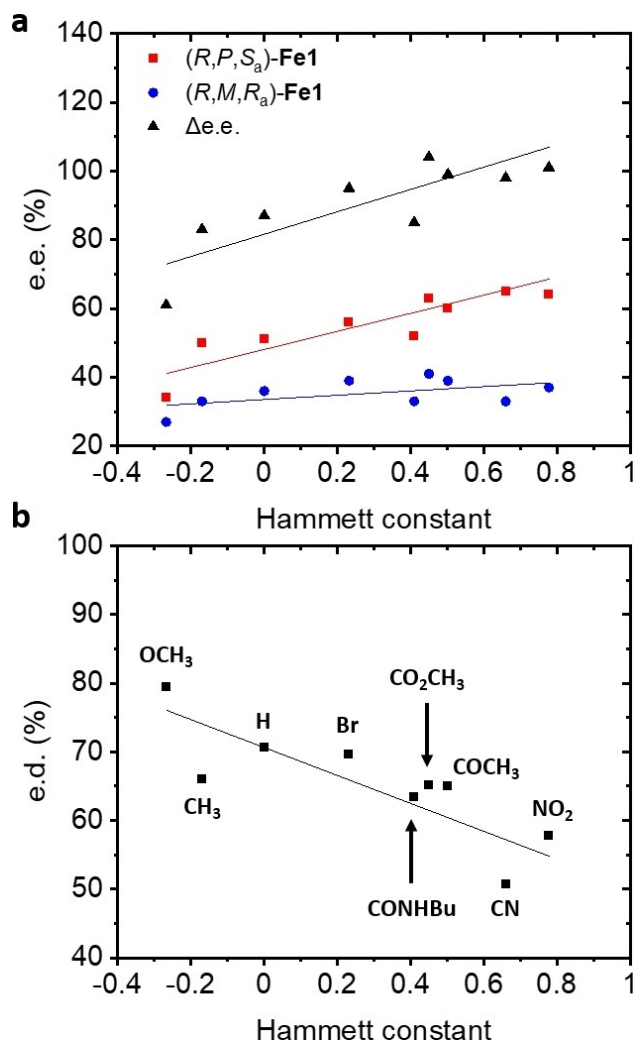 a
140
120
100
80
60
40
20
e.e. (%)
(R,P,Sₐ)-Fe1
(R,M,Rₐ)-Fe1
Δe.e.
-0.4 -0.2 0 0.2 0.4 0.6 0.8 1
Hammett constant
b
100
90
80
70
60
50
40
e.d. (%)
OCH₃
CO₂CH₃
H
Br
COCH₃
CH₃
NO₂
CONHBu
CN
-0.4 -0.2 0 0.2 0.4 0.6 0.8 1
Hammett constant